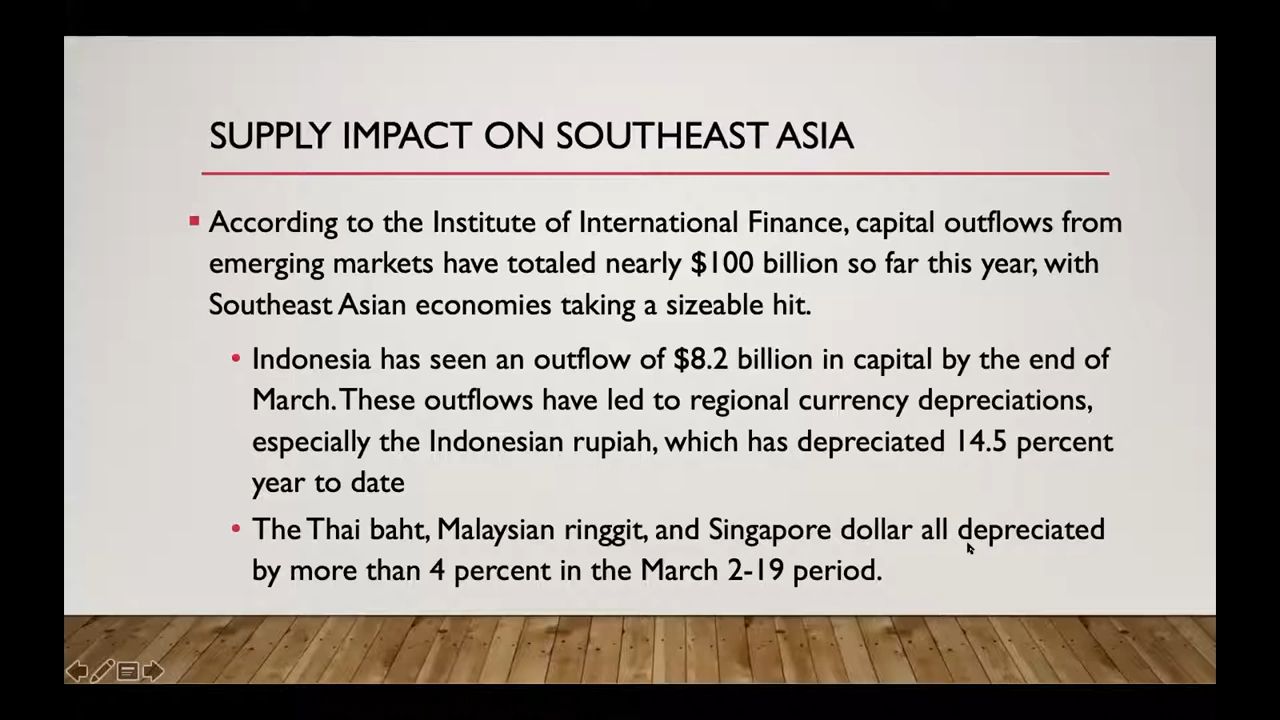 SUPPLY IMPACT ON SOUTHEAST ASIA
▪ According to the Institute of International Finance, capital outflows from
emerging markets have totaled nearly $100 billion so far this year, with
Southeast Asian economies taking a sizeable hit.
• Indonesia has seen an outflow of $8.2 billion in capital by the end of
March. These outflows have led to regional currency depreciations,
especially the Indonesian rupiah, which has depreciated 14.5 percent
year to date
• The Thai baht, Malaysian ringgit, and Singapore dollar all depreciated
by more than 4 percent in the March 2-19 period.